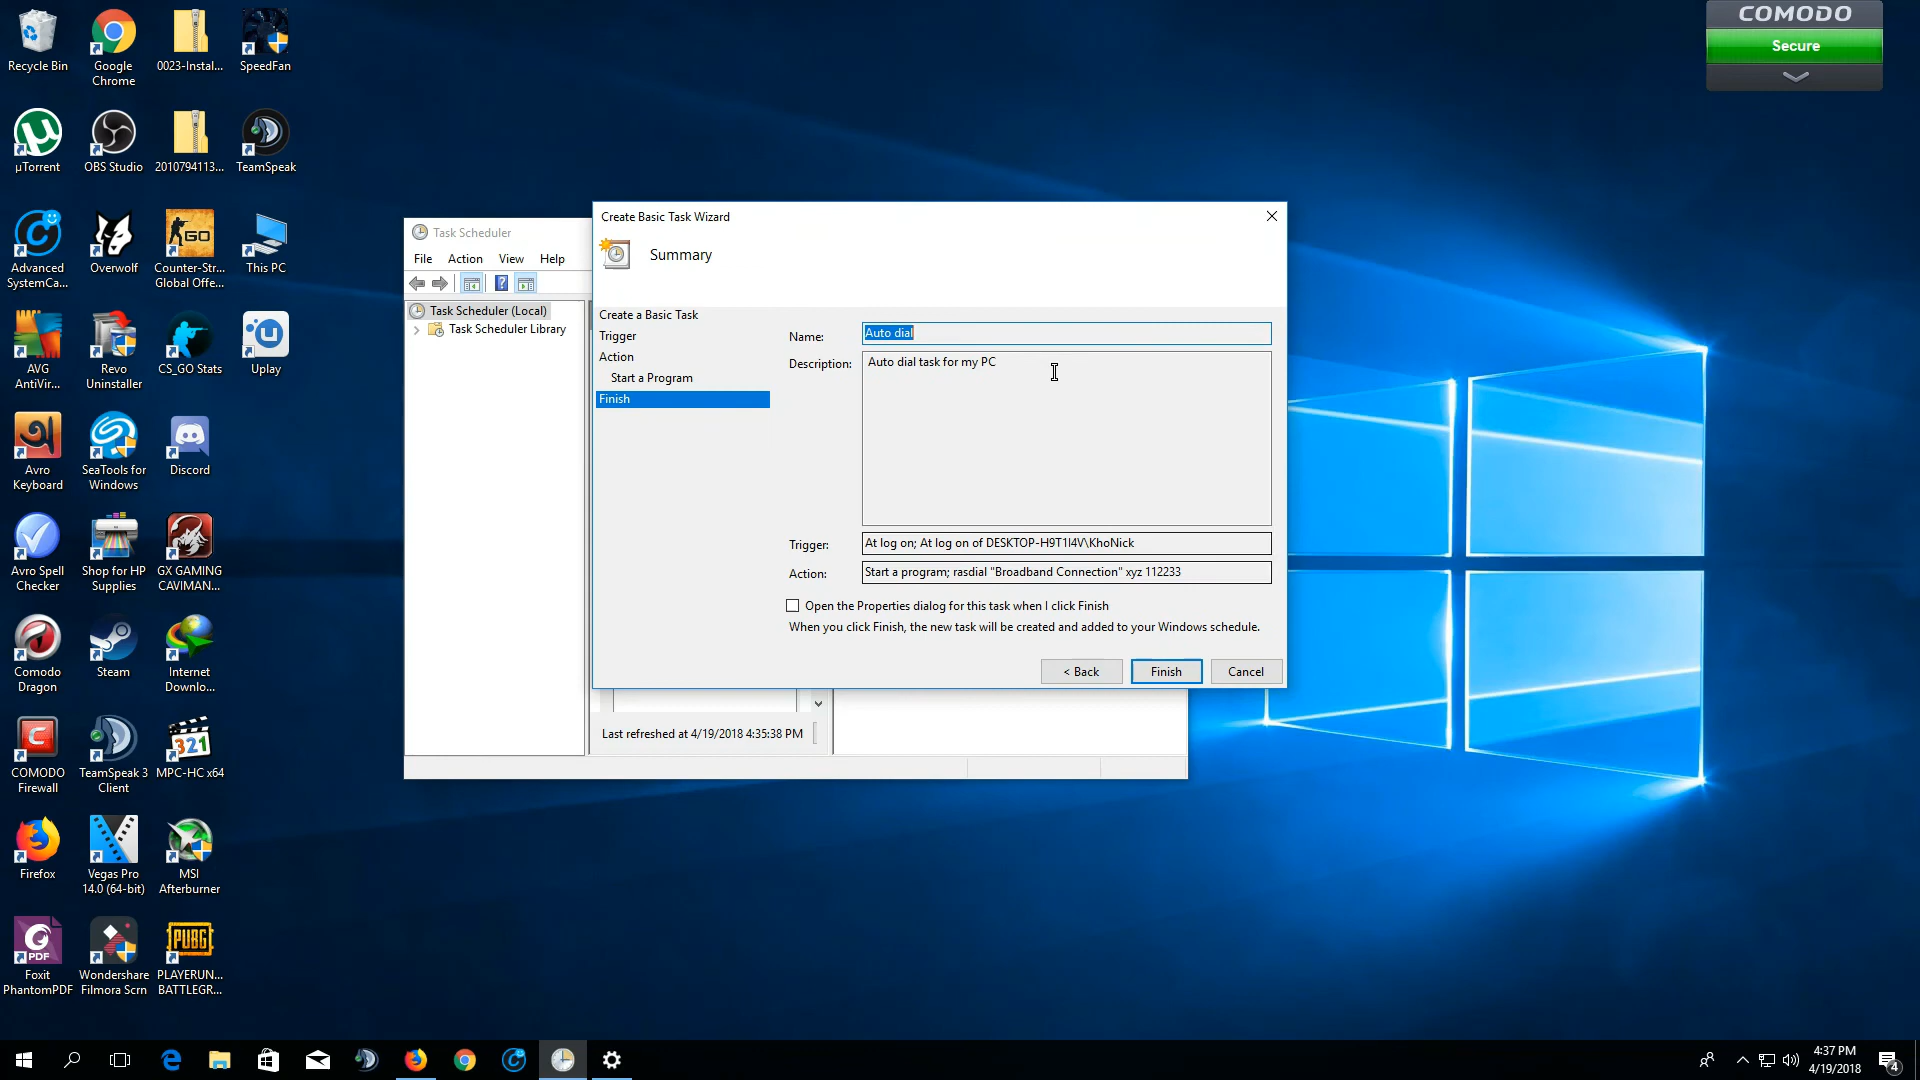 Recycle Bin
Google
Chrome
0023-Instal...
SpeedFan
µTorrent
OBS Studio
2010794113...
TeamSpeak
Advanced
SystemCa...
Overwolf
GO
Counter-Str...
Global Offe...
This PC
AVG
AntiVir...
Revo
Uninstaller
CS_GO Stats
Uplay
Avro
Keyboard
SeaTools for
Windows
Discord
Avro Spell
Checker
Shop for HP
Supplies
GX GAMING
CAVIMAN...
Comodo
Dragon
Steam
Internet
Downlo...
COMODO
Firewall
TeamSpeak 3
Client
321
MPC-HC x64
Firefox
Vegas Pro
14.0 (64-bit)
MSI
Afterburner
PDF
Foxit
PhantomPDF
Wondershare
Filmora Scrn
PUBG
PLAYERUN...
BATTLEGR...
COMODO
Secure
Task Scheduler
File Action View Help
Task Scheduler (Local)
Task Scheduler Library
Last refreshed at 4/19/2018 4:35:38 PM
Create Basic Task Wizard
Summary
Create a Basic Task
Trigger
Action
Start a Program
Finish
Name: Auto dial
Description: Auto dial task for my PC
Trigger: At log on; At log on of DESKTOP-H9T1I4V\KhoNick
Action: Start a program; rasdial "Broadband Connection" xyz 112233
Open the Properties dialog for this task when I click Finish
When you click Finish, the new task will be created and added to your Windows schedule.
< Back Finish Cancel
4:37 PM
4/19/2018
4